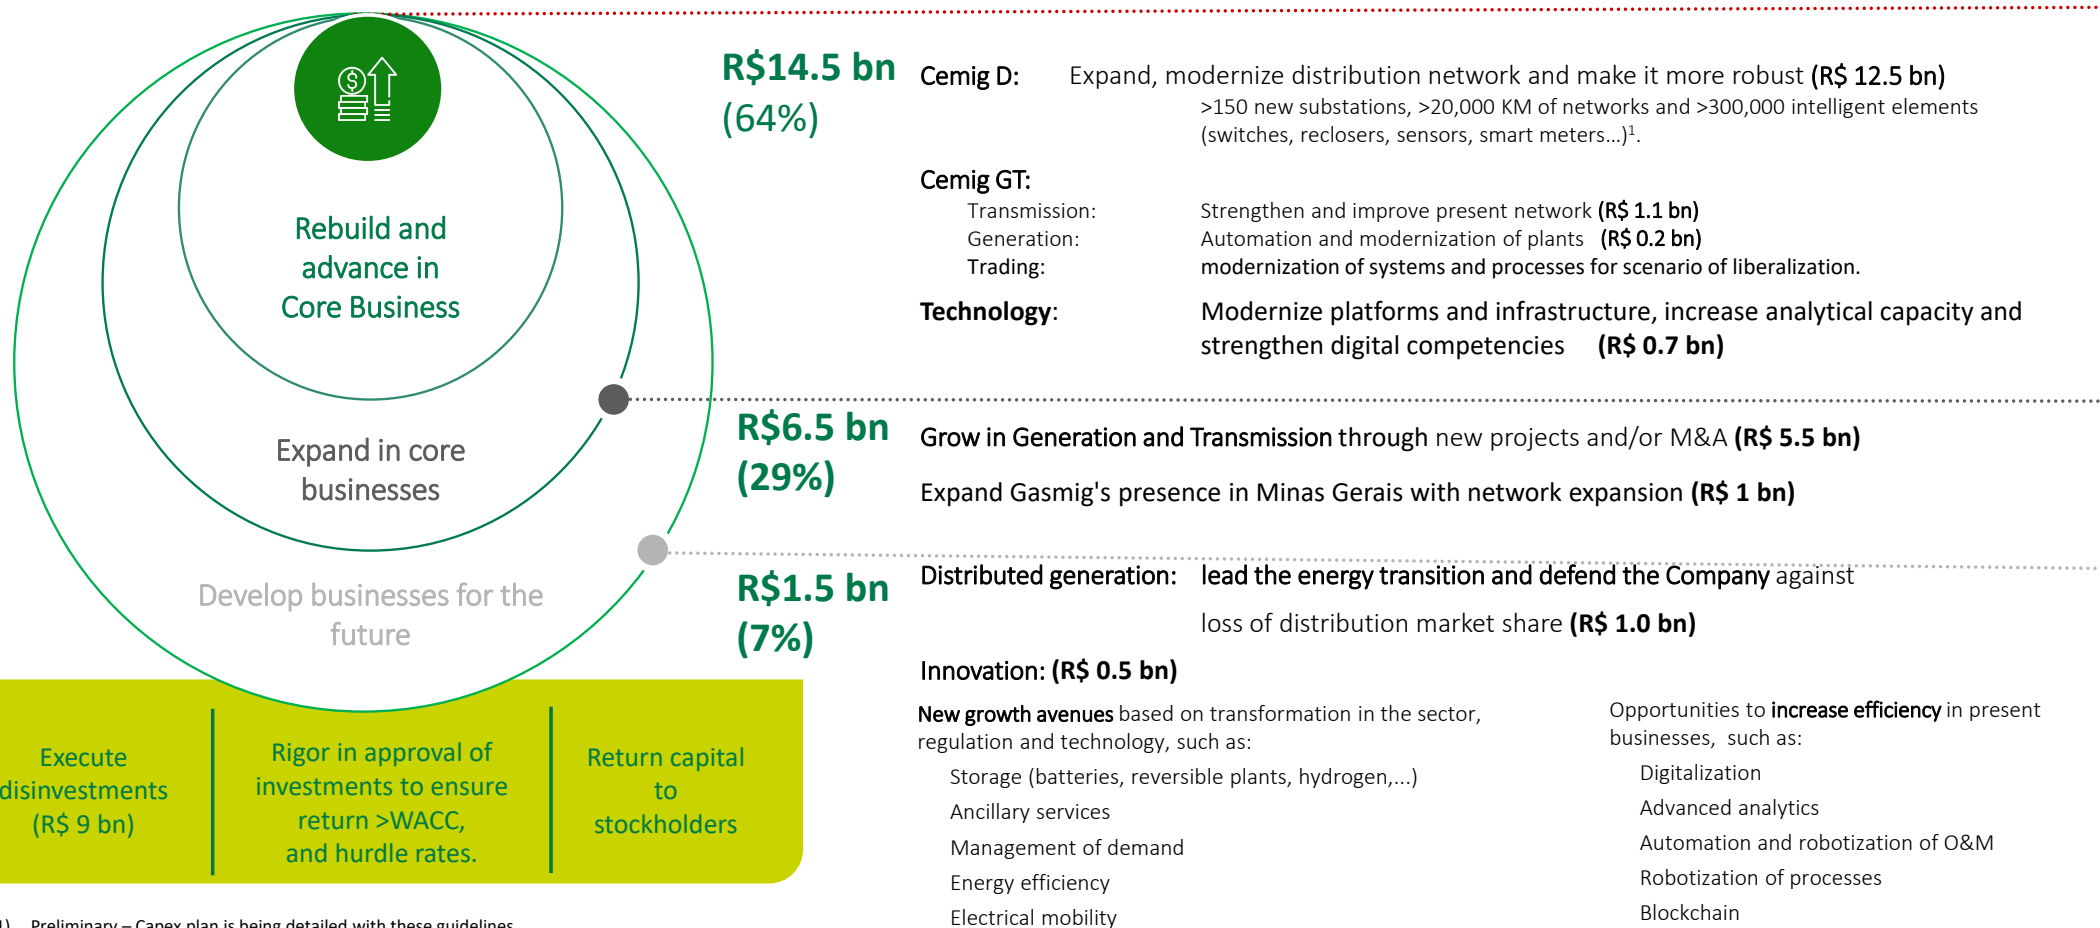 Rebuild and
advance in
Core Business
Expand in core
businesses
Develop businesses for the
future
Execute
disinvestments
(R$ 9 bn)
Rigor in approval of
investments to ensure
return >WACC,
and hurdle rates.
Return capital
to
stockholders
R$14.5 bn
(64%)
Cemig D: Expand, modernize distribution network and make it more robust (R$ 12.5 bn)
>150 new substations, >20,000 KM of networks and >300,000 intelligent elements
(switches, reclosers, sensors, smart meters...)¹.
Cemig GT:
Transmission: Strengthen and improve present network (R$ 1.1 bn)
Generation: Automation and modernization of plants (R$ 0.2 bn)
Trading: modernization of systems and processes for scenario of liberalization.
Technology: Modernize platforms and infrastructure, increase analytical capacity and
strengthen digital competencies (R$ 0.7 bn)
R$6.5 bn
(29%)
Grow in Generation and Transmission through new projects and/or M&A (R$ 5.5 bn)
Expand Gasmig's presence in Minas Gerais with network expansion (R$ 1 bn)
R$1.5 bn
(7%)
Distributed generation: lead the energy transition and defend the Company against
loss of distribution market share (R$ 1.0 bn)
Innovation: (R$ 0.5 bn)
New growth avenues based on transformation in the sector,
regulation and technology, such as:
Storage (batteries, reversible plants, hydrogen,...)
Ancillary services
Management of demand
Energy efficiency
Electrical mobility
Opportunities to increase efficiency in present
businesses, such as:
Digitalization
Advanced analytics
Automation and robotization of O&M
Robotization of processes
Blockchain
1) Preliminary – Capex plan is being detailed with these guidelines